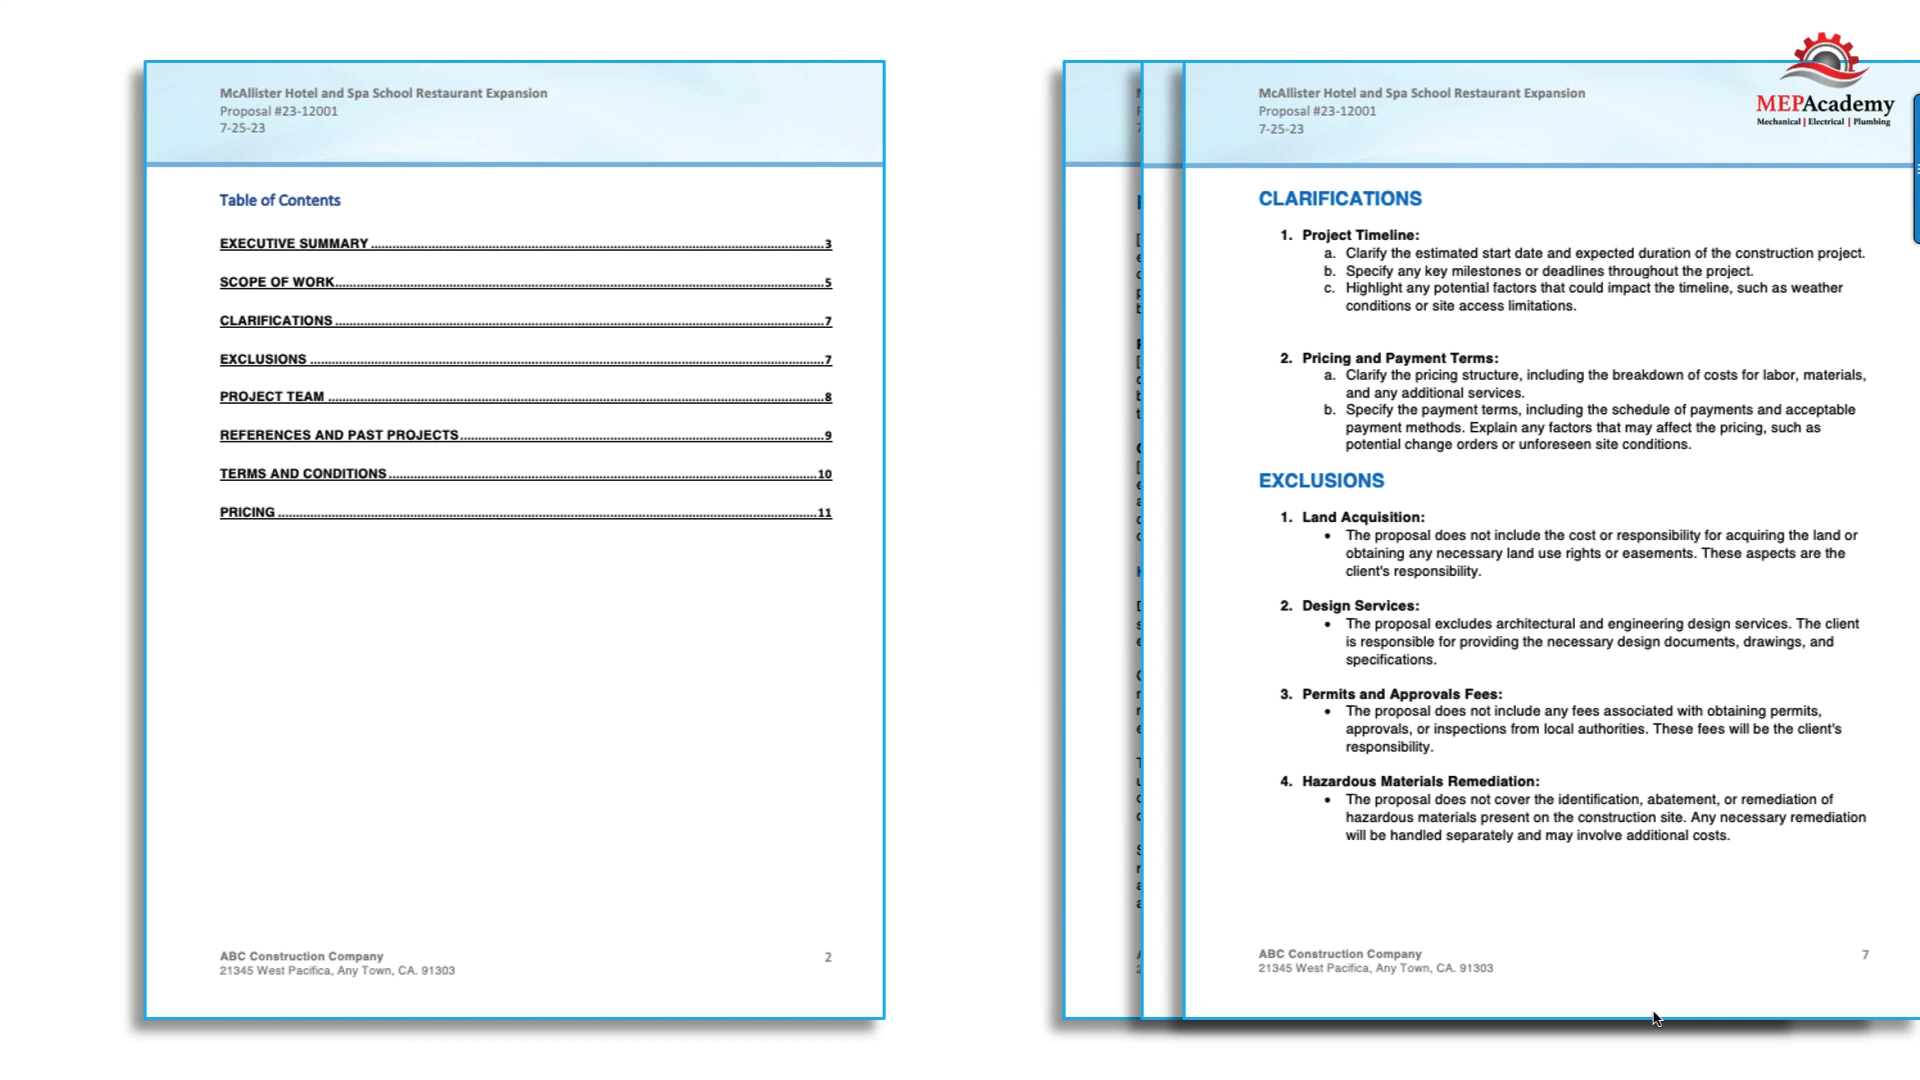 McAllister Hotel and Spa School Restaurant Expansion
Proposal #23-12001
7-25-23
Table of Contents
EXECUTIVE SUMMARY ........ 3
SCOPE OF WORK ........ 5
CLARIFICATIONS ........ 7
EXCLUSIONS ........ 7
PROJECT TEAM ........ 8
REFERENCES AND PAST PROJECTS ........ 9
TERMS AND CONDITIONS ........ 10
PRICING ........ 11
ABC Construction Company
21345 West Pacifica, Any Town, CA. 91303
2
McAllister Hotel and Spa School Restaurant Expansion
Proposal #23-12001
7-25-23
MEPAcademy
Mechanical | Electrical | Plumbing
CLARIFICATIONS
1. Project Timeline:
a. Clarify the estimated start date and expected duration of the construction project.
b. Specify any key milestones or deadlines throughout the project.
c. Highlight any potential factors that could impact the timeline, such as weather
conditions or site access limitations.
2. Pricing and Payment Terms:
a. Clarify the pricing structure, including the breakdown of costs for labor, materials,
and any additional services.
b. Specify the payment terms, including the schedule of payments and acceptable
payment methods. Explain any factors that may affect the pricing, such as
potential change orders or unforeseen site conditions.
EXCLUSIONS
1. Land Acquisition:
• The proposal does not include the cost or responsibility for acquiring the land or
obtaining any necessary land use rights or easements. These aspects are the
client's responsibility.
2. Design Services:
• The proposal excludes architectural and engineering design services. The client
is responsible for providing the necessary design documents, drawings, and
specifications.
3. Permits and Approvals Fees:
• The proposal does not include any fees associated with obtaining permits,
approvals, or inspections from local authorities. These fees will be the client's
responsibility.
4. Hazardous Materials Remediation:
• The proposal does not cover the identification, abatement, or remediation of
hazardous materials present on the construction site. Any necessary remediation
will be handled separately and may involve additional costs.
ABC Construction Company
21345 West Pacifica, Any Town, CA. 91303
7